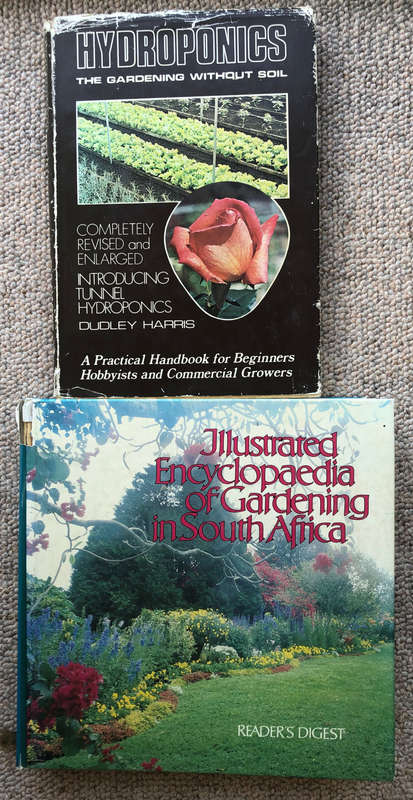 HYDROPONICS
THE GARDENING WITHOUT SOIL
COMPLETELY
REVISED and
ENLARGED
INTRODUCING
TUNNEL
HYDROPONICS
DUDLEY HARRIS
A Practical Handbook for Beginners
Hobbyists and Commercial Growers
Illustrated
Encyclopaedia
of Gardening
in South Africa
READER'S DIGEST